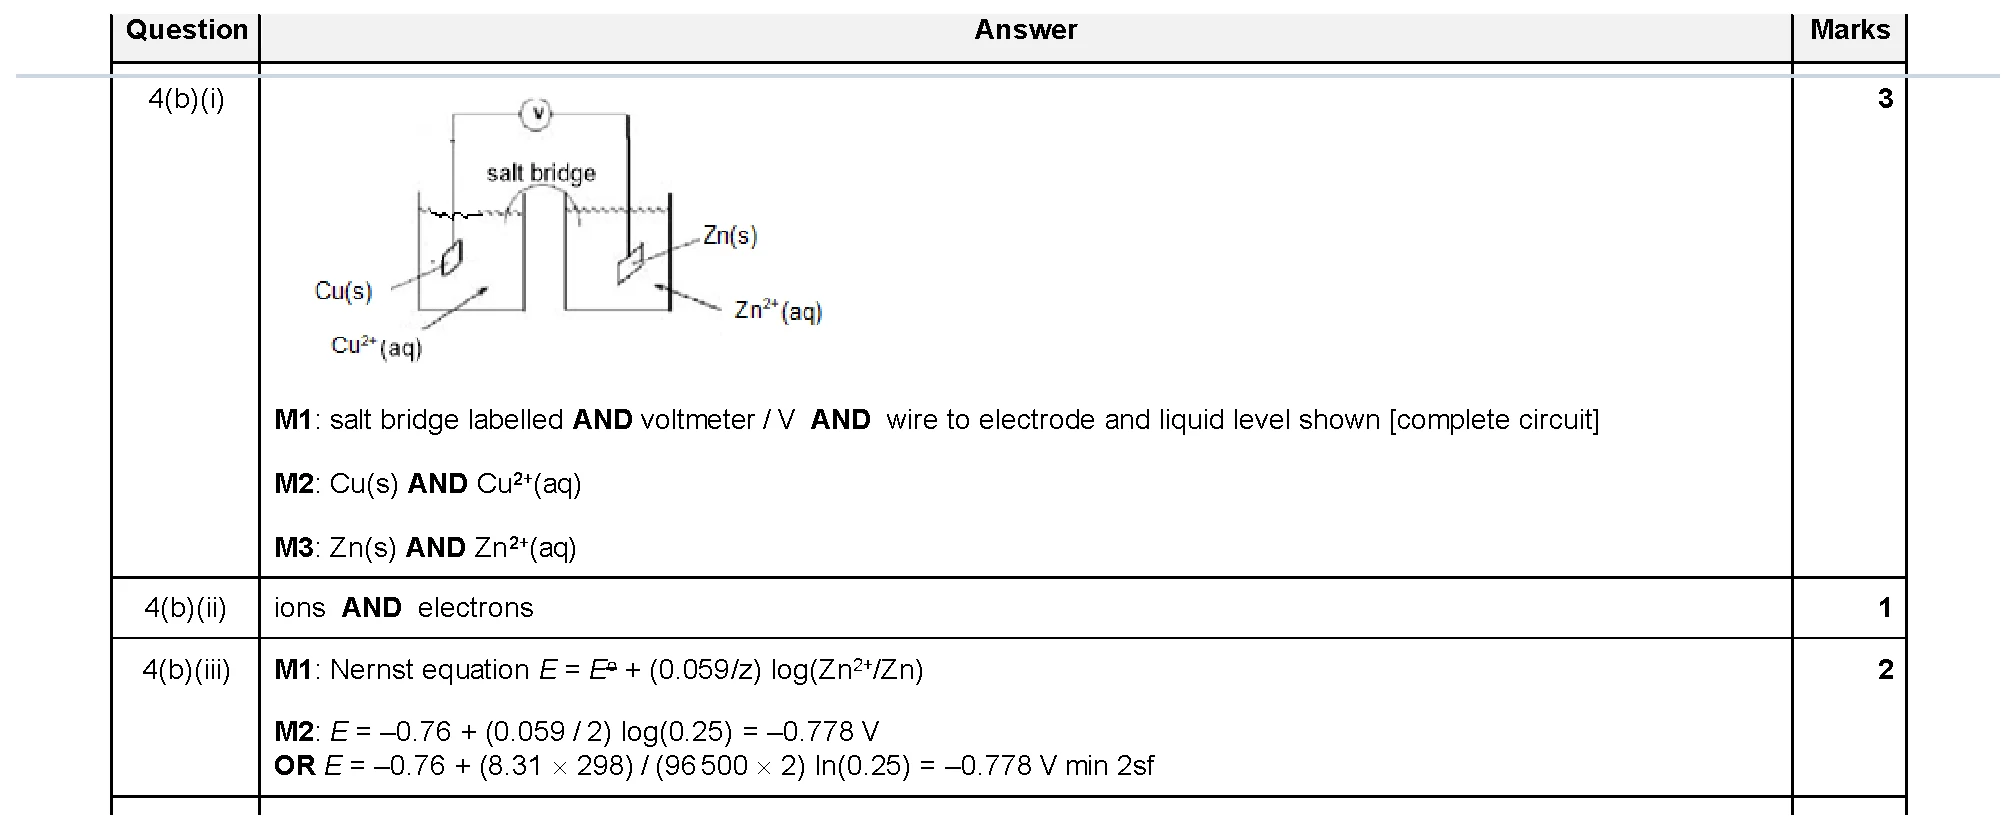 Question Answer Marks
4(b)(i) 3
V
salt bridge
Zn(s)
Cu(s)
Zn²⁺(aq)
Cu²⁺(aq)
M1: salt bridge labelled AND voltmeter / V AND wire to electrode and liquid level shown [complete circuit]
M2: Cu(s) AND Cu²⁺(aq)
M3: Zn(s) AND Zn²⁺(aq)
4(b)(ii) ions AND electrons 1
4(b)(iii) M1: Nernst equation E = E⦵ + (0.059/z) log(Zn²⁺/Zn) 2
M2: E = –0.76 + (0.059 / 2) log(0.25) = –0.778 V
OR E = –0.76 + (8.31 × 298) / (96 500 × 2) ln(0.25) = –0.778 V min 2sf